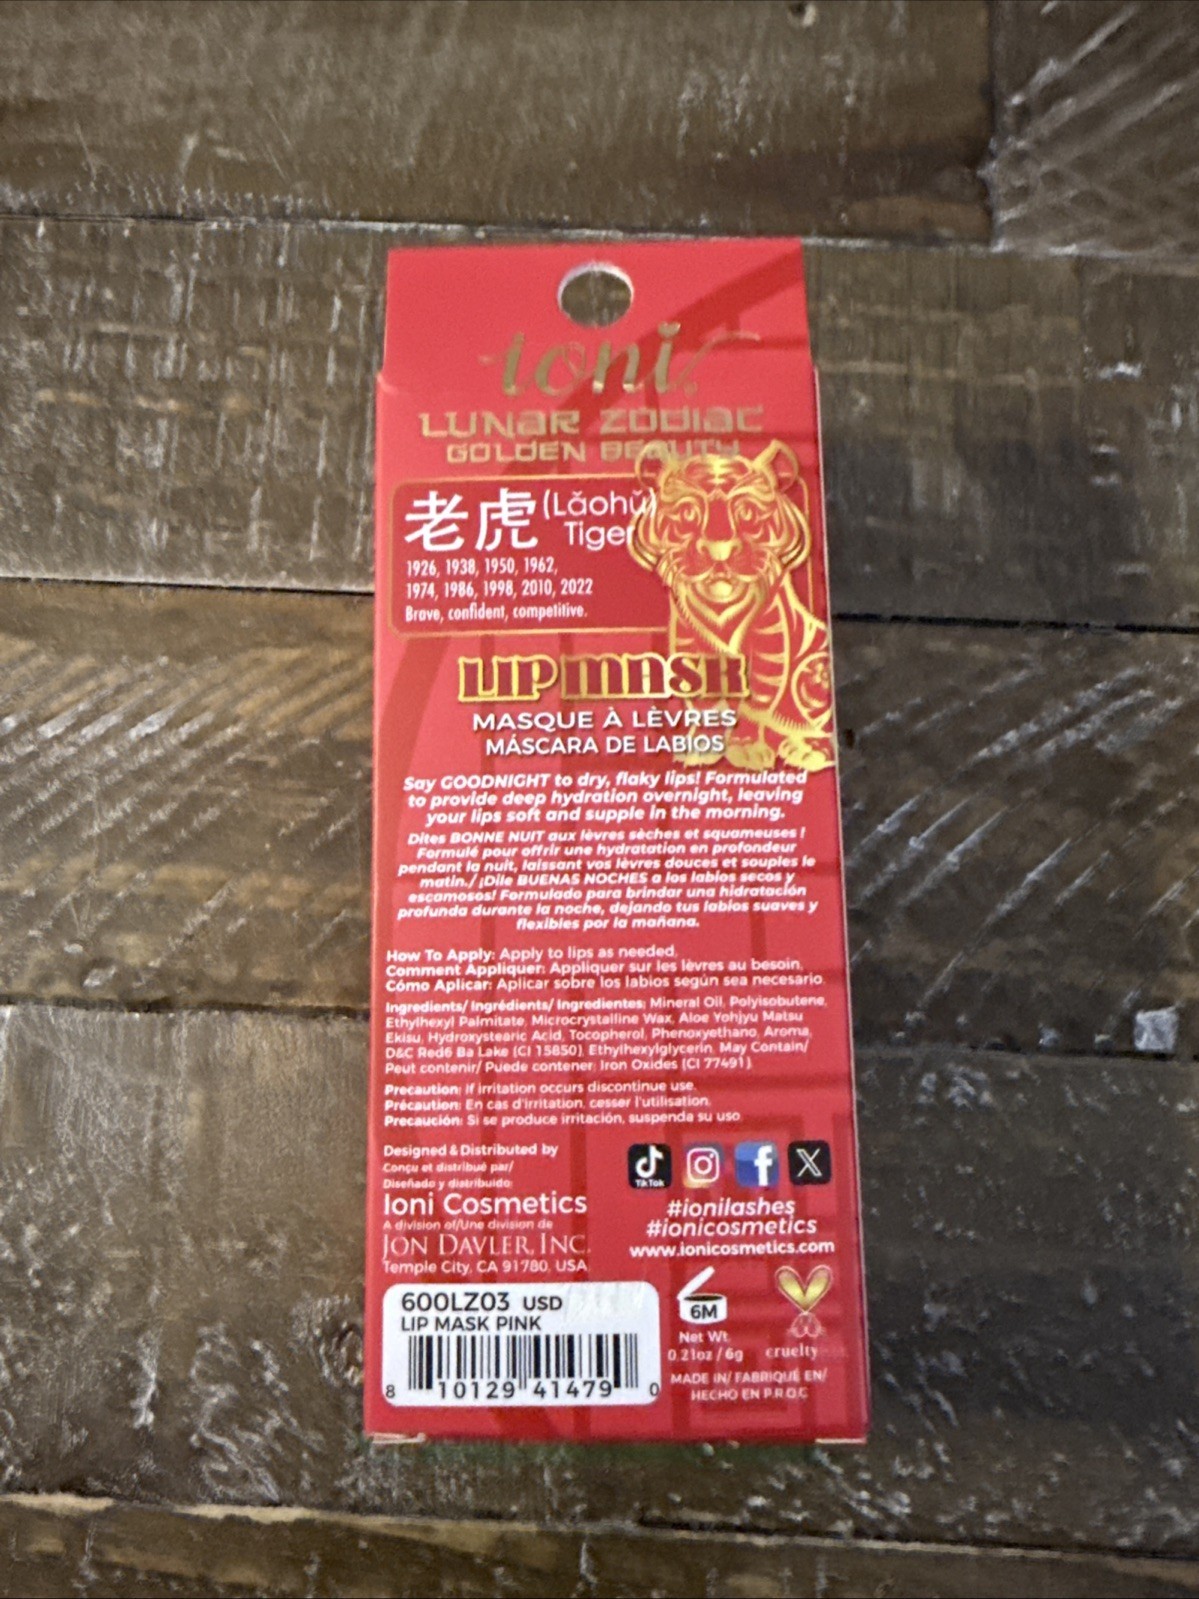 ioni
LUNAR ZODIAC
GOLDEN BEAUTY
老虎 (Lǎohǔ)
Tiger
1926, 1938, 1950, 1962,
1974, 1986, 1998, 2010, 2022
Brave, confident, competitive.
LIP MASK
MASQUE À LÈVRES
MÁSCARA DE LABIOS
Say GOODNIGHT to dry, flaky lips! Formulated
to provide deep hydration overnight, leaving
your lips soft and supple in the morning.
Dites BONNE NUIT aux lèvres sèches et squameuses !
Formulé pour offrir une hydratation en profondeur
pendant la nuit, laissant vos lèvres douces et souples le
matin./ ¡Dile BUENAS NOCHES a los labios secos y
escamosos! Formulado para brindar una hidratación
profunda durante la noche, dejando tus labios suaves y
flexibles por la mañana.
How To Apply: Apply to lips as needed.
Comment Appliquer: Appliquer sur les lèvres au besoin.
Cómo Aplicar: Aplicar sobre los labios según sea necesario
Ingredients/ Ingrédients/ Ingredientes: Mineral Oil, Polyisobutene,
Ethylhexyl Palmitate, Microcrystalline Wax, Aloe Yohjyu Matsu
Ekisu, Hydroxystearic Acid, Tocopherol, Phenoxyethano, Aroma,
D&C Red6 Ba Lake (CI 15850), Ethylhexylglycerin, May Contain/
Peut contenir/ Puede contener: Iron Oxides (CI 77491).
Precaution: If irritation occurs discontinue use.
Précaution: En cas d'irritation, cesser l'utilisation.
Precaución: Si se produce irritación, suspenda su uso
Designed & Distributed by
Conçu et distribué par/
Diseñado y distribuido:
Ioni Cosmetics
A division of/Une division de
JON DAVLER, INC.
Temple City, CA 91780, USA
TikTok
#ionilashes
#ionicosmetics
www.ionicosmetics.com
600LZ03 USD
LIP MASK PINK
8 10129 41479 0
6M
Net Wt.
0.21oz / 6g
cruelty
MADE IN/ FABRIQUÉ EN/
HECHO EN P.R.O.C